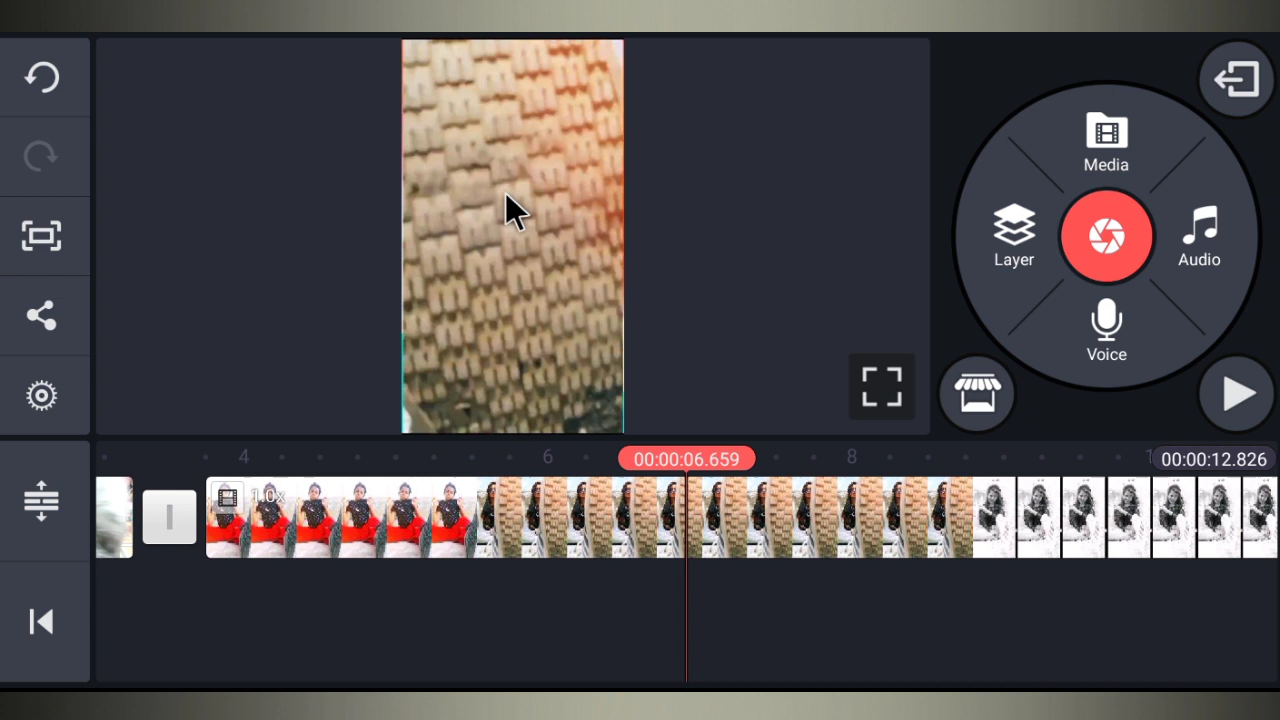 Media
Layer
Audio
Voice
4
6
00:00:06.659
8
00:00:12.826
1.0x